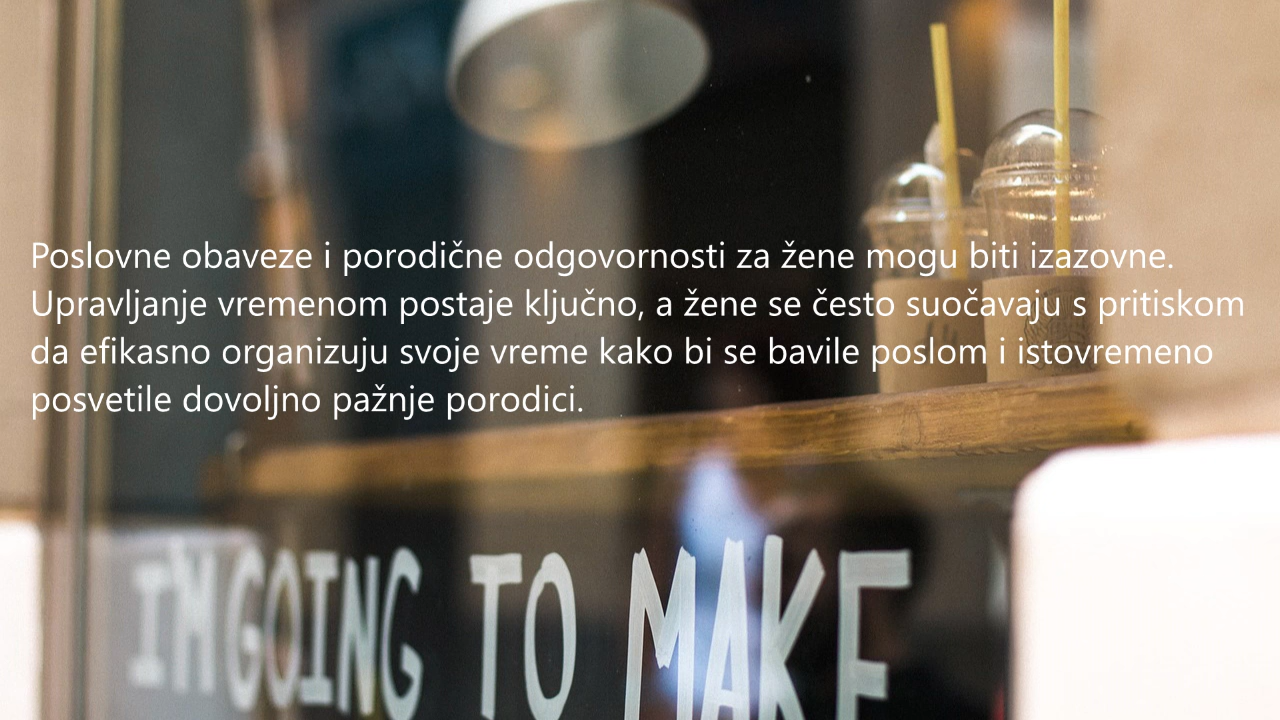 Poslovne obaveze i porodične odgovornosti za žene mogu biti izazovne.
Upravljanje vremenom postaje ključno, a žene se često suočavaju s pritiskom
da efikasno organizuju svoje vreme kako bi se bavile poslom i istovremeno
posvetile dovoljno pažnje porodici.
I'M GOING TO MAKE